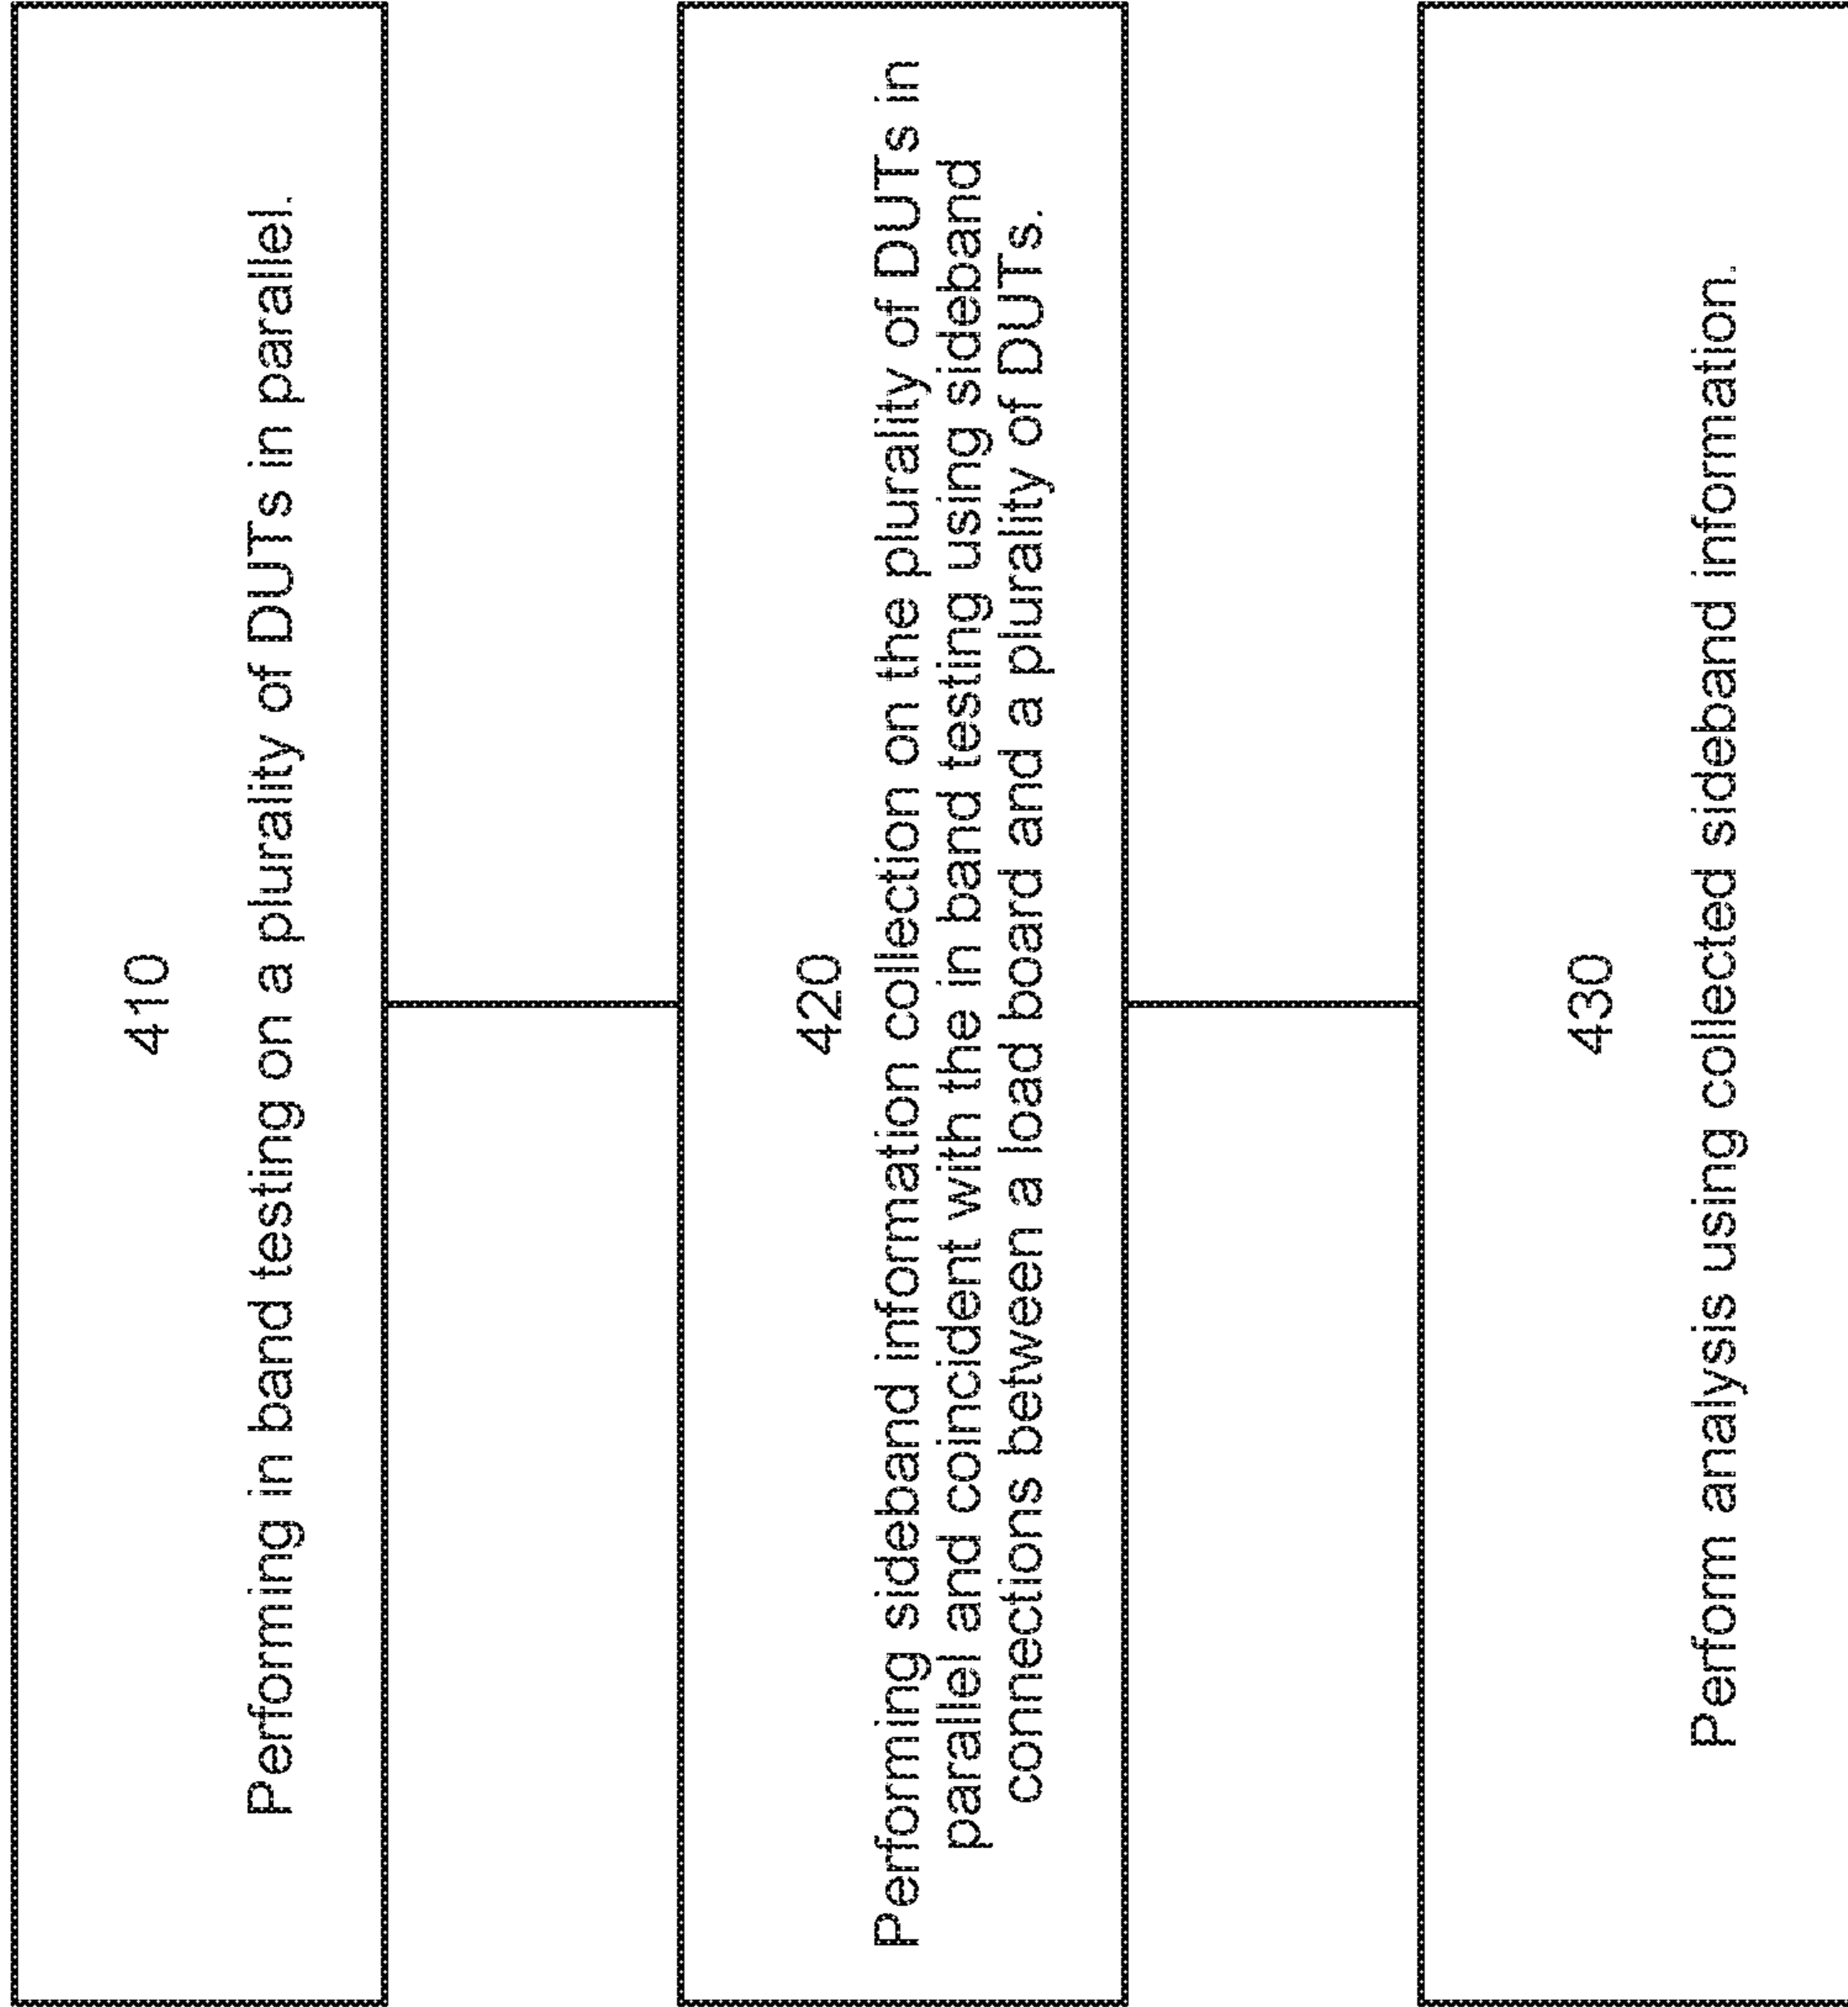 410
Performing in band testing on a plurality of DUTs in parallel.
420
Performing sideband information collection on the plurality of DUTs in
parallel and coincident with the in band testing using sideband
connections between a load board and a plurality of DUTs.
430
Perform analysis using collected sideband information.